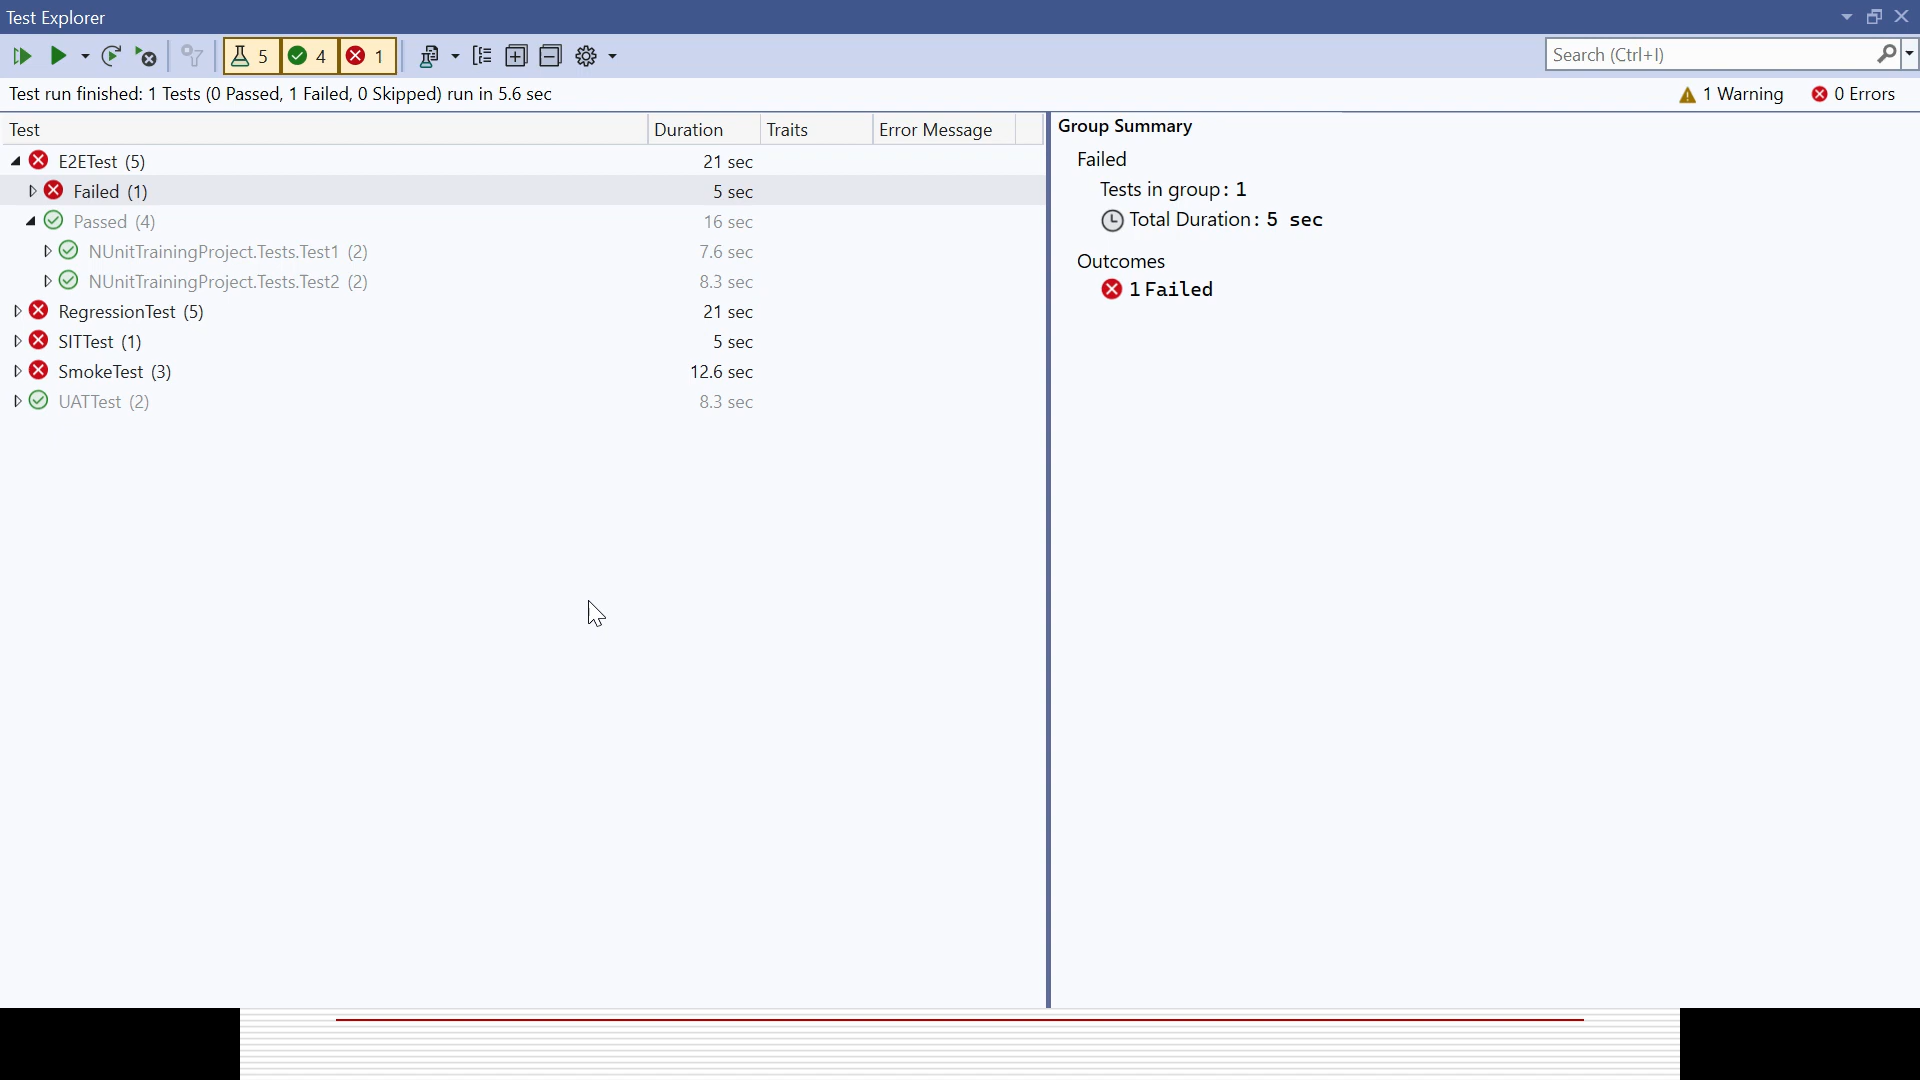 Test Explorer
5 4 1
Search (Ctrl+I)
Test run finished: 1 Tests (0 Passed, 1 Failed, 0 Skipped) run in 5.6 sec
1 Warning 0 Errors
Test Duration Traits Error Message
E2ETest (5) 21 sec
Failed (1) 5 sec
Passed (4) 16 sec
NUnitTrainingProject.Tests.Test1 (2) 7.6 sec
NUnitTrainingProject.Tests.Test2 (2) 8.3 sec
RegressionTest (5) 21 sec
SITTest (1) 5 sec
SmokeTest (3) 12.6 sec
UATTest (2) 8.3 sec
Group Summary
Failed
Tests in group: 1
Total Duration: 5 sec
Outcomes
1 Failed